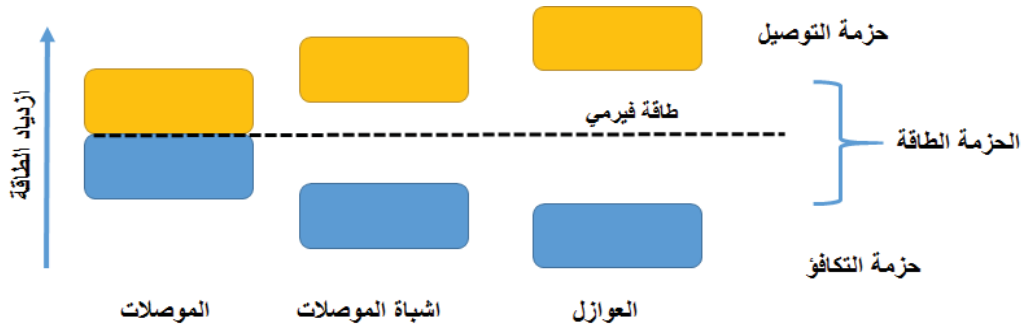 حزمة التوصيل
طاقة فيرمي
ازدياد الطاقة
الحزمة الطاقة
حزمة التكافؤ
العوازل
اشباة الموصلات
الموصلات